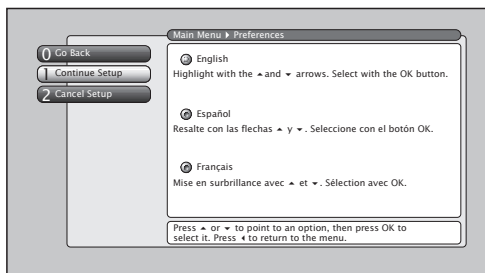 Main Menu ▸ Preferences
0 Go Back
1 Continue Setup
2 Cancel Setup
English
Highlight with the ▴ and ▾ arrows. Select with the OK button.
Español
Resalte con las flechas ▴ y ▾. Seleccione con el botón OK.
Français
Mise en surbrillance avec ▴ et ▾. Sélection avec OK.
Press ▴ or ▾ to point to an option, then press OK to
select it. Press ◂ to return to the menu.